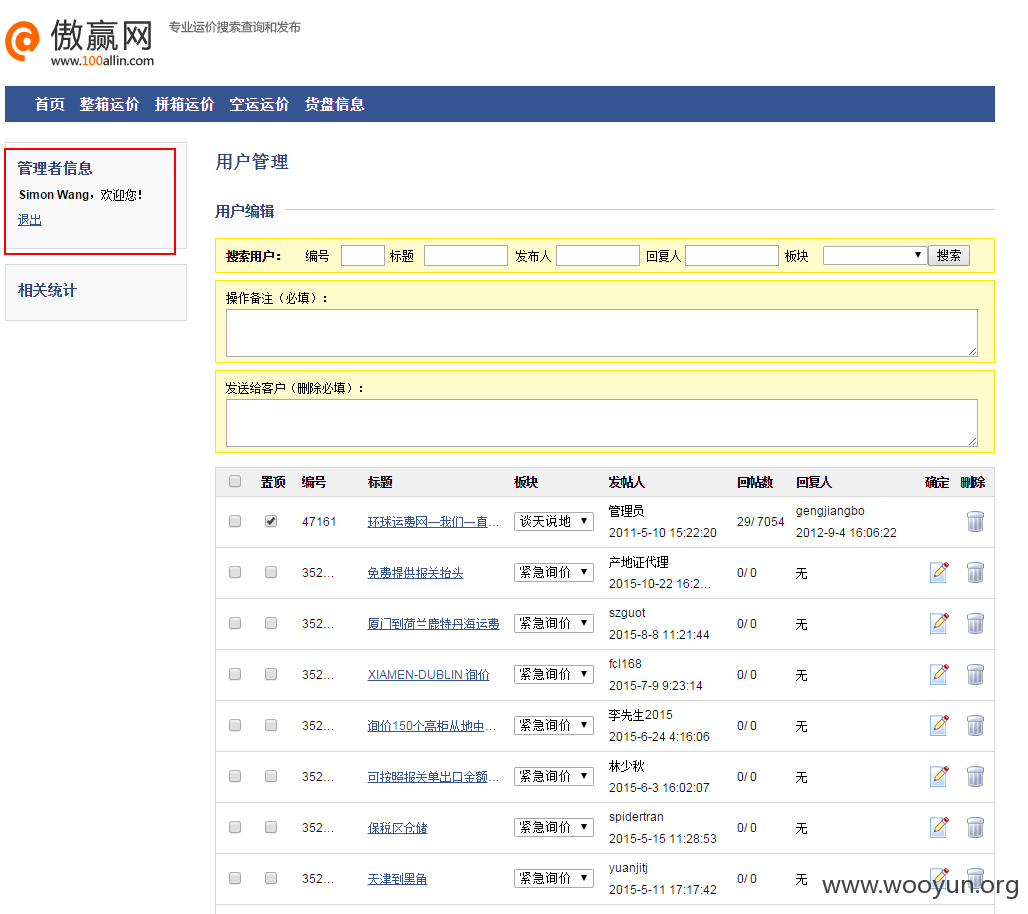 傲赢网
www.100allin.com
专业运价搜索查询和发布
首页 整箱运价 拼箱运价 空运运价 货盘信息
管理者信息
Simon Wang，欢迎您！
退出
相关统计
用户管理
用户编辑
搜索用户： 编号 标题 发布人 回复人 板块 搜索
操作备注（必填）：
发送给客户（删除必填）：
置顶 编号 标题 板块 发帖人 回帖数 回复人 确定 删除
47161 环球运费网—我们一直... 谈天说地 管理员 29/7054 gengjiangbo
2011-5-10 15:22:20 2012-9-4 16:06:22
352... 免费提供报关抬头 紧急询价 产地证代理 0/0 无
2015-10-22 16:2...
352... 厦门到荷兰鹿特丹海运费 紧急询价 szguot 0/0 无
2015-8-8 11:21:44
352... XIAMEN-DUBLIN 询价 紧急询价 fcl168 0/0 无
2015-7-9 9:23:14
352... 询价150个高柜从地中... 紧急询价 李先生2015 0/0 无
2015-6-24 4:16:06
352... 可按照报关单出口金额... 紧急询价 林少秋 0/0 无
2015-6-3 16:02:07
352... 保税区仓储 紧急询价 spidertran 0/0 无
2015-5-15 11:28:53
352... 天津到黑角 紧急询价 yuanjitj 0/0 无
2015-5-11 17:17:42
www.wooyun.org